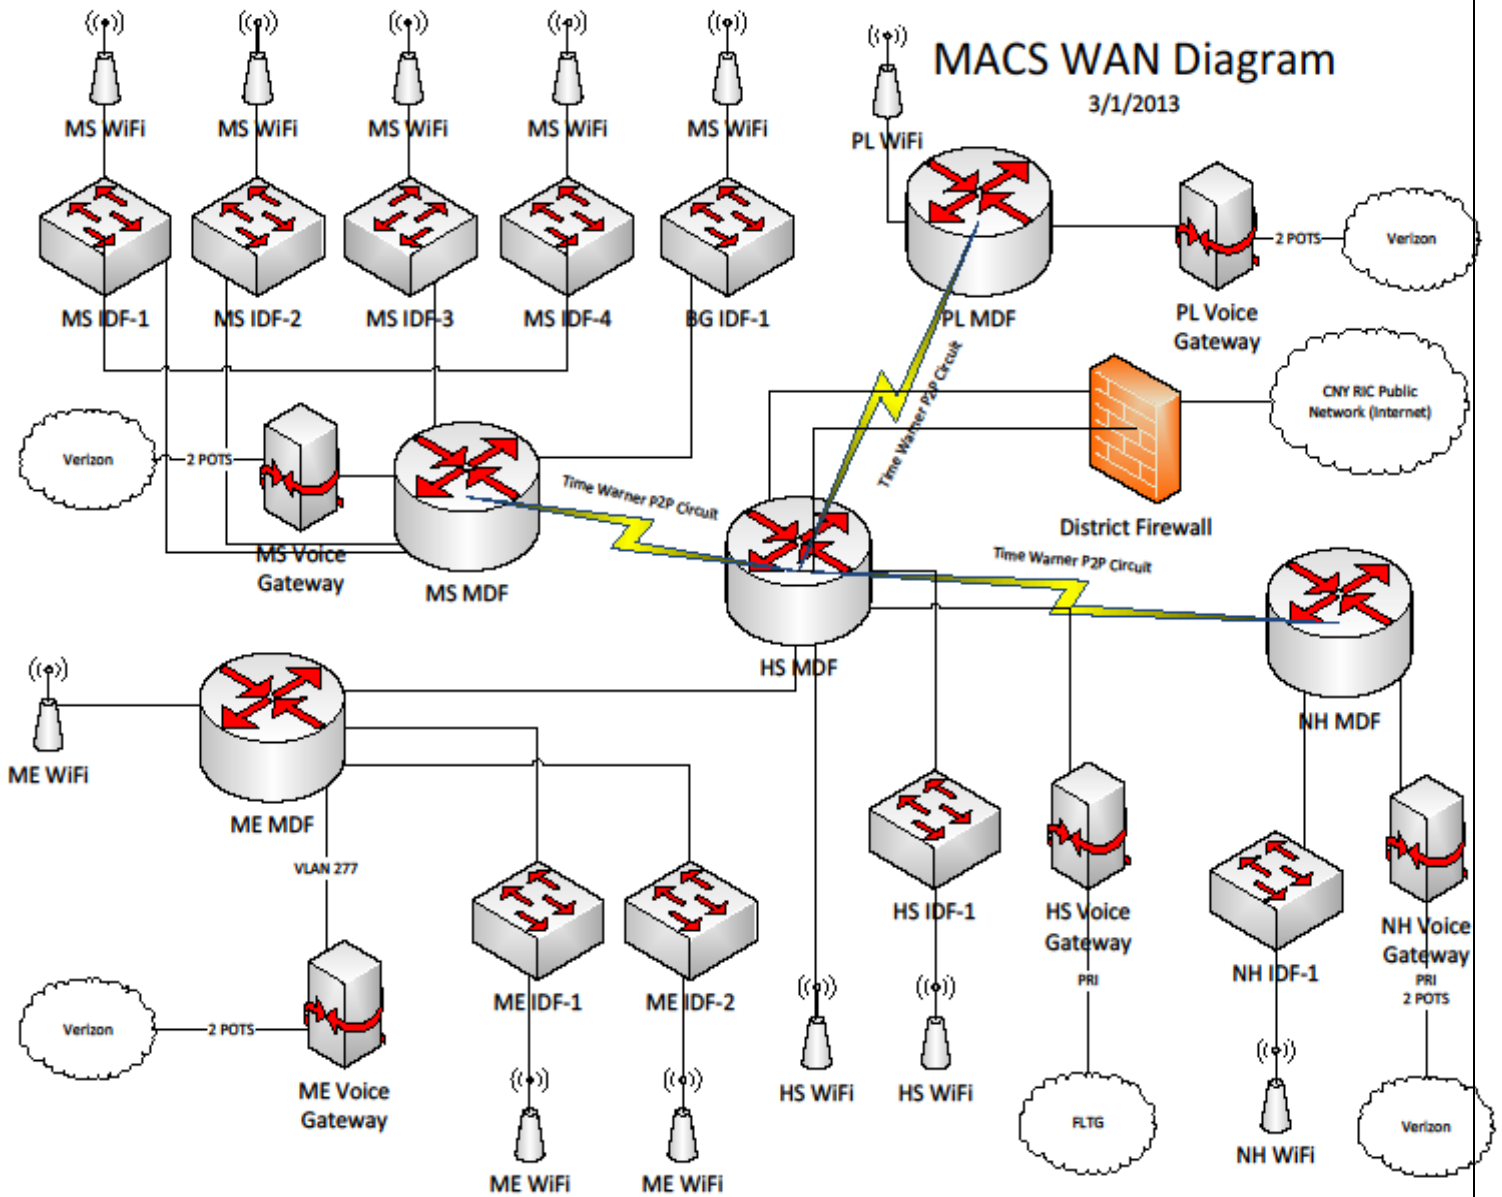 MACS WAN Diagram
3/1/2013
MS WiFi
MS WiFi
MS WiFi
MS WiFi
MS WiFi
PL WiFi
MS IDF-1
MS IDF-2
MS IDF-3
MS IDF-4
BG IDF-1
PL MDF
PL Voice
Gateway
2 POTS
Verizon
Time Warner P2P Circuit
CNY RIC Public
Network (Internet)
District Firewall
Verizon
2 POTS
MS Voice
Gateway
MS MDF
Time Warner P2P Circuit
HS MDF
Time Warner P2P Circuit
NH MDF
ME WiFi
ME MDF
VLAN 277
HS IDF-1
HS Voice
Gateway
PRI
NH IDF-1
NH Voice
Gateway
PRI
2 POTS
ME IDF-1
ME IDF-2
Verizon
2 POTS
ME Voice
Gateway
HS WiFi
HS WiFi
FLTG
NH WiFi
Verizon
ME WiFi
ME WiFi